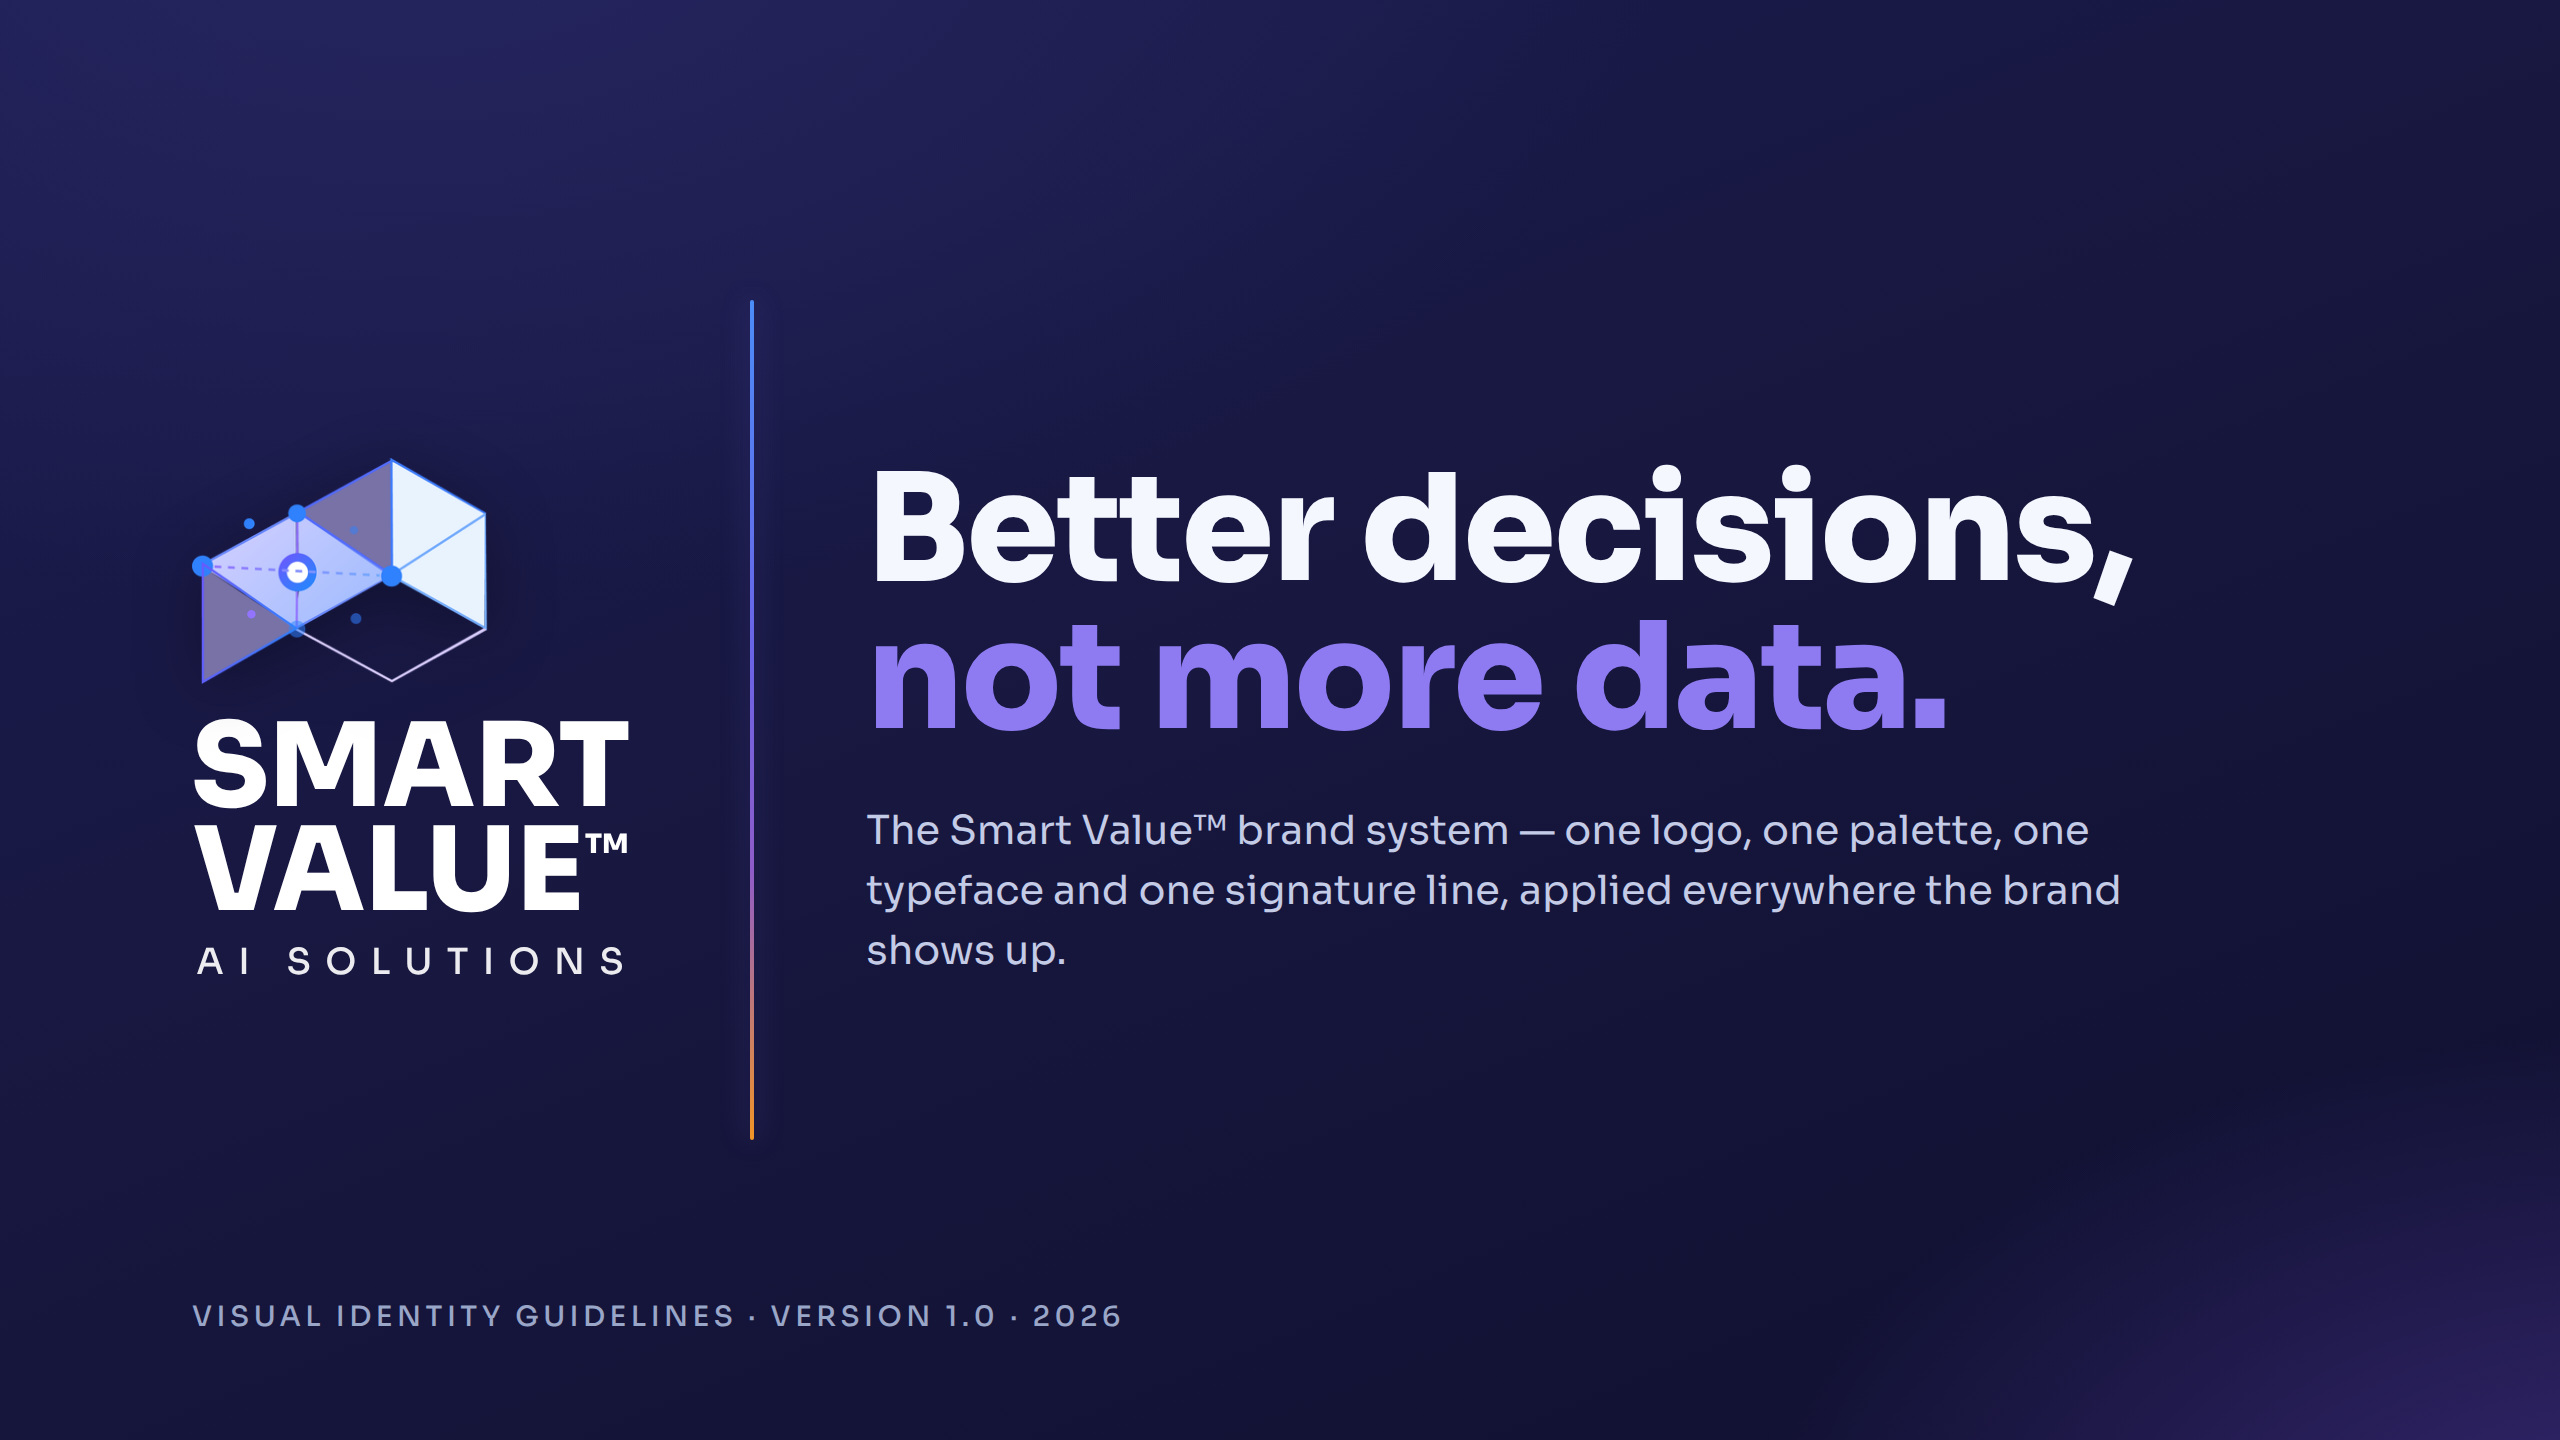 SMART
VALUE™
AI SOLUTIONS
Better decisions,
not more data.
The Smart Value™ brand system — one logo, one palette, one
typeface and one signature line, applied everywhere the brand
shows up.
VISUAL IDENTITY GUIDELINES · VERSION 1.0 · 2026